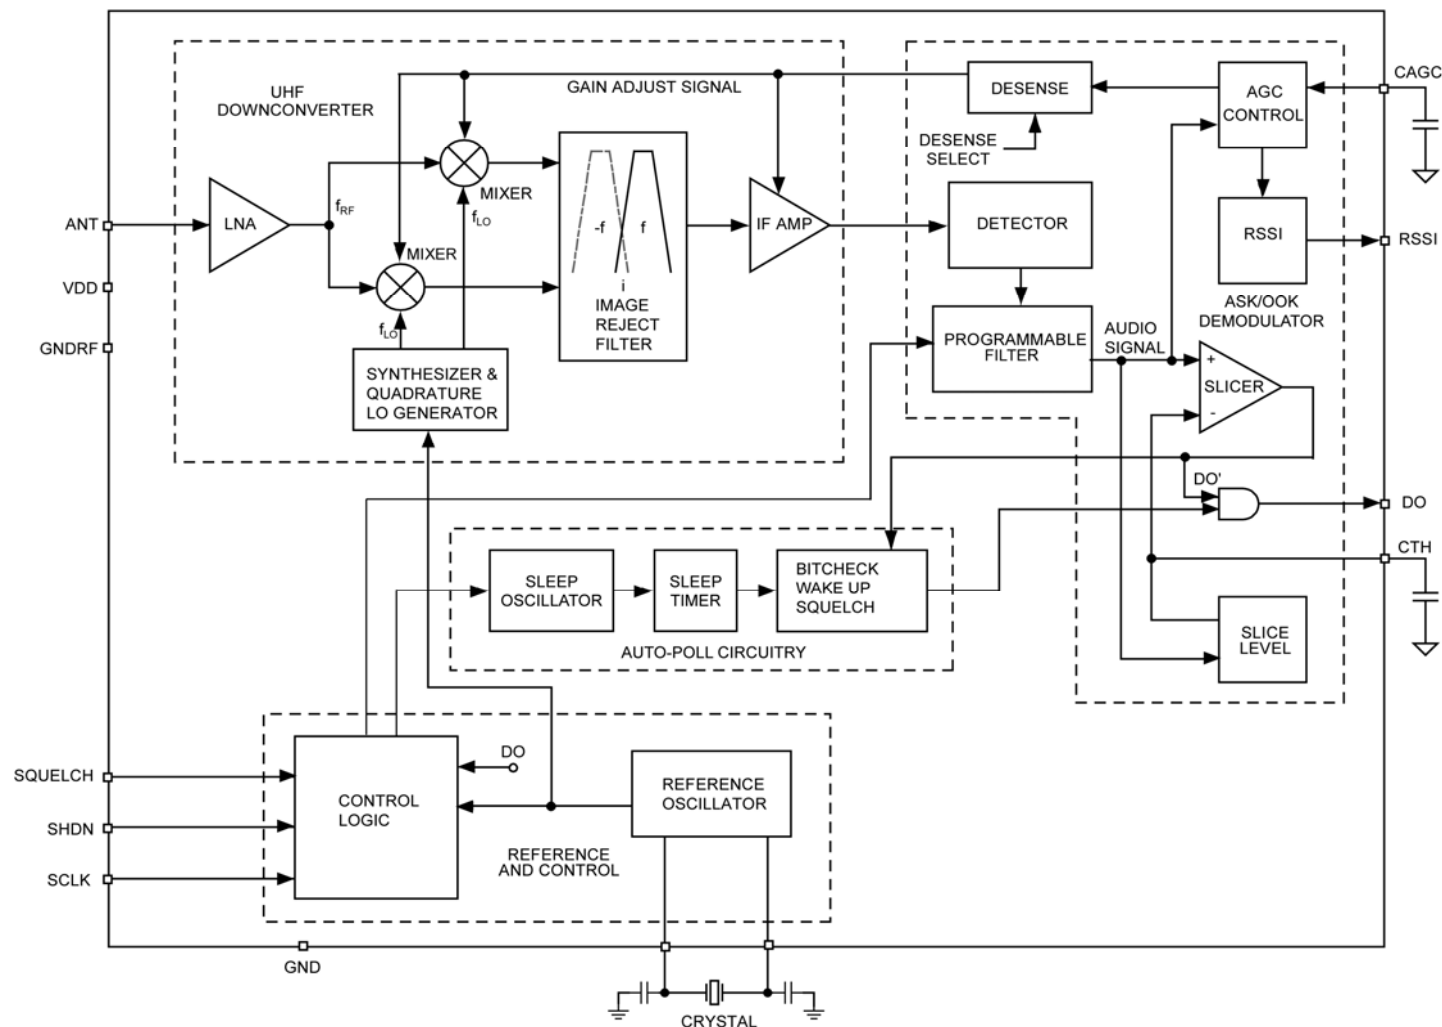 CAGC
UHF
DOWNCONVERTER
GAIN ADJUST SIGNAL
DESENSE
AGC
CONTROL
DESENSE
SELECT
MIXER
fRF
fLO
LNA
ANT
-f
f
IF AMP
DETECTOR
RSSI
RSSI
MIXER
VDD
i
IMAGE
REJECT
FILTER
ASK/OOK
DEMODULATOR
GNDRF
fLO
PROGRAMMABLE
FILTER
AUDIO
SIGNAL
SYNTHESIZER &
QUADRATURE
LO GENERATOR
+
SLICER
-
DO'
DO
CTH
SLEEP
OSCILLATOR
SLEEP
TIMER
BITCHECK
WAKE UP
SQUELCH
AUTO-POLL CIRCUITRY
SLICE
LEVEL
SQUELCH
DO
SHDN
CONTROL
LOGIC
REFERENCE
OSCILLATOR
SCLK
REFERENCE
AND CONTROL
GND
CRYSTAL